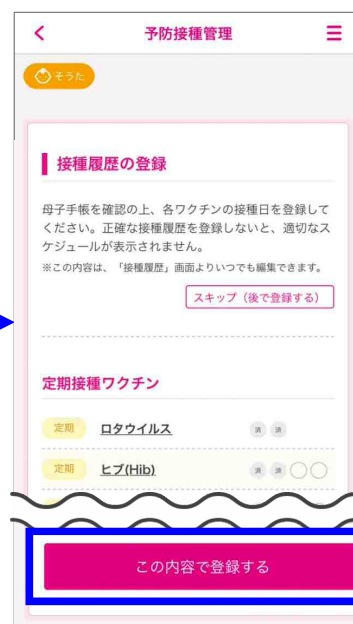 予防接種管理
そうた
接種履歴の登録
母子手帳を確認の上、各ワクチンの接種日を登録して
ください。正確な接種履歴を登録しないと、適切なス
ケジュールが表示されません。
※この内容は、「接種履歴」画面よりいつでも編集できます。
スキップ（後で登録する）
定期接種ワクチン
定期 ロタウイルス 済 済
定期 ヒブ(Hib) 済 済
この内容で登録する